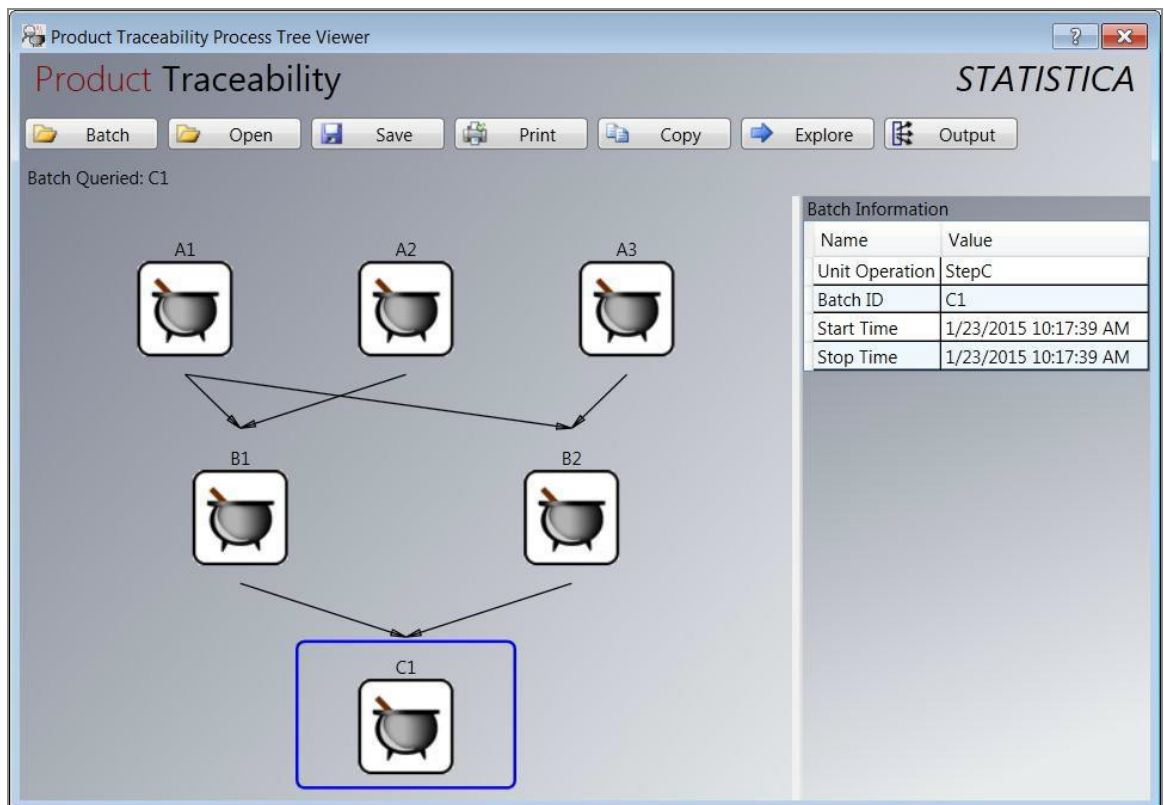 Product Traceability Process Tree Viewer
Product Traceability
STATISTICA
Batch Open Save Print Copy Explore Output
Batch Queried: C1
A1 A2 A3
B1 B2
C1
Batch Information
Name Value
Unit Operation StepC
Batch ID C1
Start Time 1/23/2015 10:17:39 AM
Stop Time 1/23/2015 10:17:39 AM